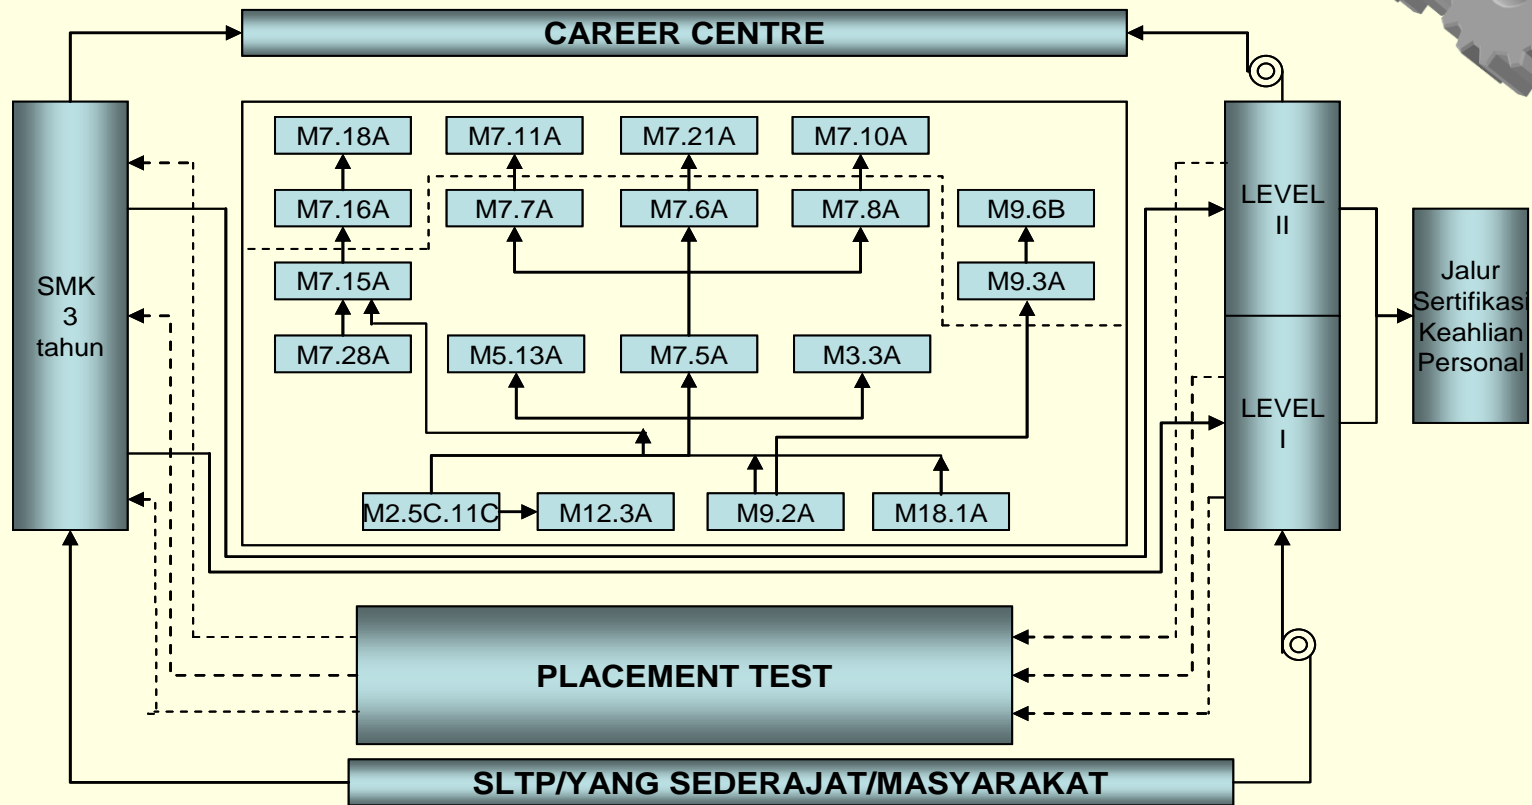 CAREER CENTRE
M7.18A
M7.11A
M7.21A
M7.10A
M7.16A
M7.7A
M7.6A
M7.8A
M9.6B
M7.15A
M9.3A
M7.28A
M5.13A
M7.5A
M3.3A
M2.5C.11C
M12.3A
M9.2A
M18.1A
SMK
3
tahun
LEVEL
II
LEVEL
I
Jalur
Sertifikasi
Keahlian
Personal
PLACEMENT TEST
SLTP/YANG SEDERAJAT/MASYARAKAT